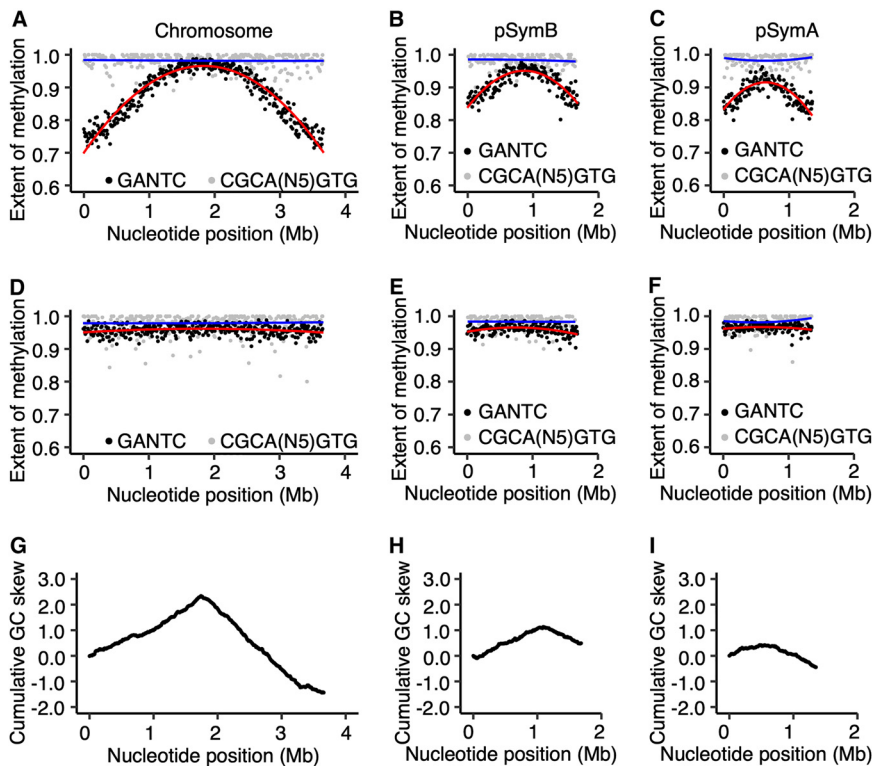 A
Chromosome
Extent of methylation
1.0
0.9
0.8
0.7
0.6
GANTC CGCA(N5)GTG
0 1 2 3 4
Nucleotide position (Mb)
B
pSymB
Extent of methylation
1.0
0.9
0.8
0.7
0.6
GANTC
CGCA(N5)GTG
0 1 2
Nucleotide position (Mb)
C
pSymA
Extent of methylation
1.0
0.9
0.8
0.7
0.6
GANTC
CGCA(N5)GTG
0 1 2
Nucleotide position (Mb)
D
Extent of methylation
1.0
0.9
0.8
0.7
0.6
GANTC CGCA(N5)GTG
0 1 2 3 4
Nucleotide position (Mb)
E
Extent of methylation
1.0
0.9
0.8
0.7
0.6
GANTC
CGCA(N5)GTG
0 1 2
Nucleotide position (Mb)
F
Extent of methylation
1.0
0.9
0.8
0.7
0.6
GANTC
CGCA(N5)GTG
0 1 2
Nucleotide position (Mb)
G
Cumulative GC skew
3.0
2.0
1.0
0.0
-1.0
-2.0
0 1 2 3 4
Nucleotide position (Mb)
H
Cumulative GC skew
3.0
2.0
1.0
0.0
-1.0
-2.0
0 1 2
Nucleotide position (Mb)
I
Cumulative GC skew
3.0
2.0
1.0
0.0
-1.0
-2.0
0 1 2
Nucleotide position (Mb)